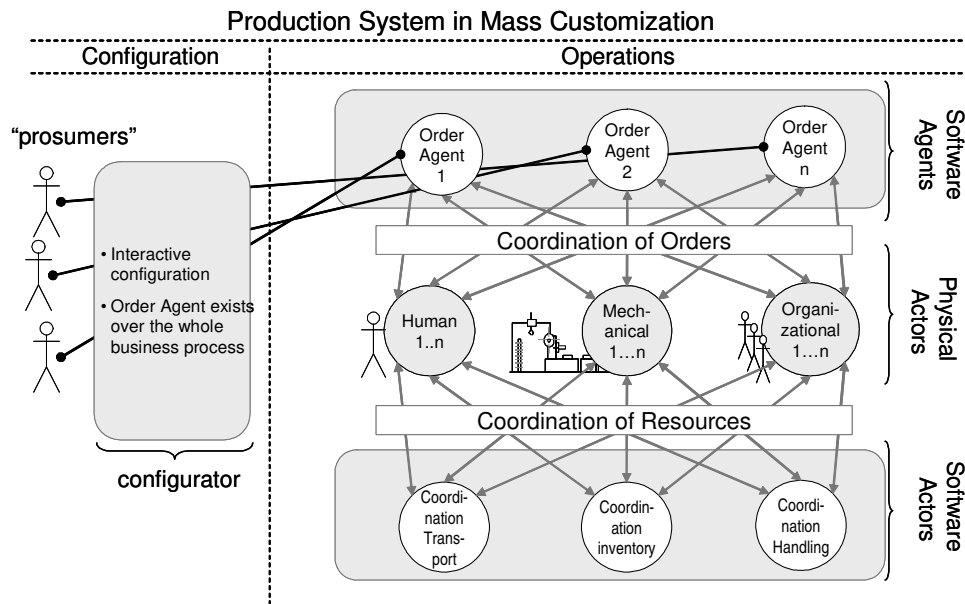 Production System in Mass Customization
Configuration
Operations
“prosumers”
• Interactive
configuration
• Order Agent exists
over the whole
business process
configurator
Order
Agent
1
Order
Agent
2
Order
Agent
n
Software
Agents
Coordination of Orders
Human
1..n
Mech-
anical
1…n
Organi-
zational
1…n
Physical
Actors
Coordination of Resources
Coordi-
nation
Trans-
port
Coordin-
ation
inventory
Coordi-
nation
Handling
Software
Actors